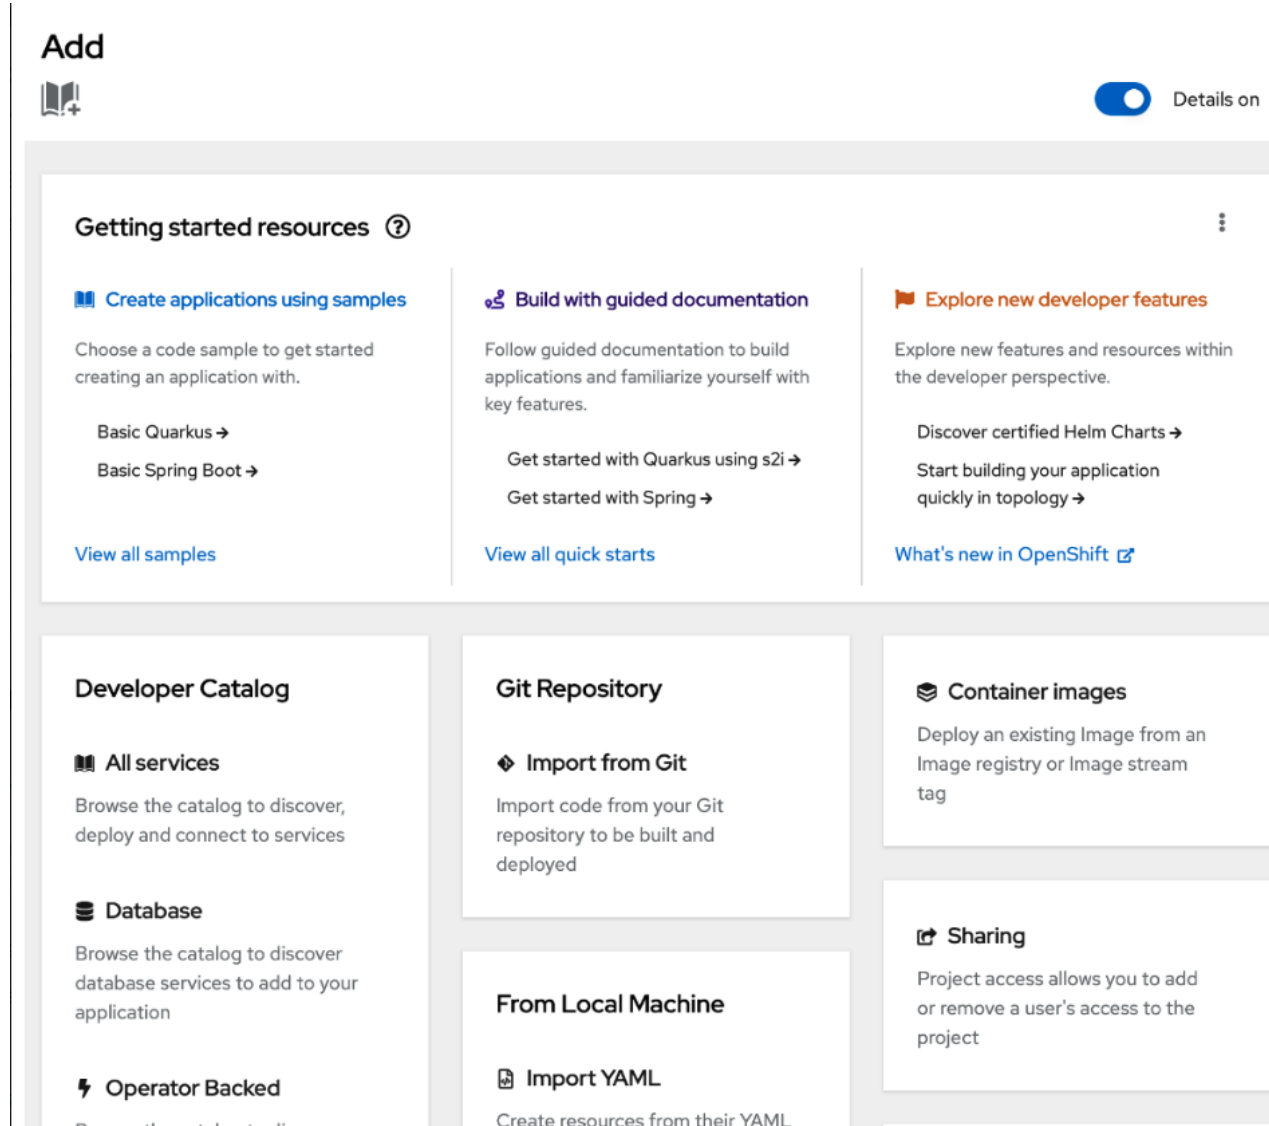 Add
Details on
Getting started resources
Create applications using samples
Choose a code sample to get started
creating an application with.
Basic Quarkus →
Basic Spring Boot →
View all samples
Build with guided documentation
Follow guided documentation to build
applications and familiarize yourself with
key features.
Get started with Quarkus using s2i →
Get started with Spring →
View all quick starts
Explore new developer features
Explore new features and resources within
the developer perspective.
Discover certified Helm Charts →
Start building your application
quickly in topology →
What's new in OpenShift
Developer Catalog
All services
Browse the catalog to discover,
deploy and connect to services
Database
Browse the catalog to discover
database services to add to your
application
Operator Backed
Git Repository
Import from Git
Import code from your Git
repository to be built and
deployed
From Local Machine
Import YAML
Create resources from their YAML
Container images
Deploy an existing Image from an
Image registry or Image stream
tag
Sharing
Project access allows you to add
or remove a user's access to the
project